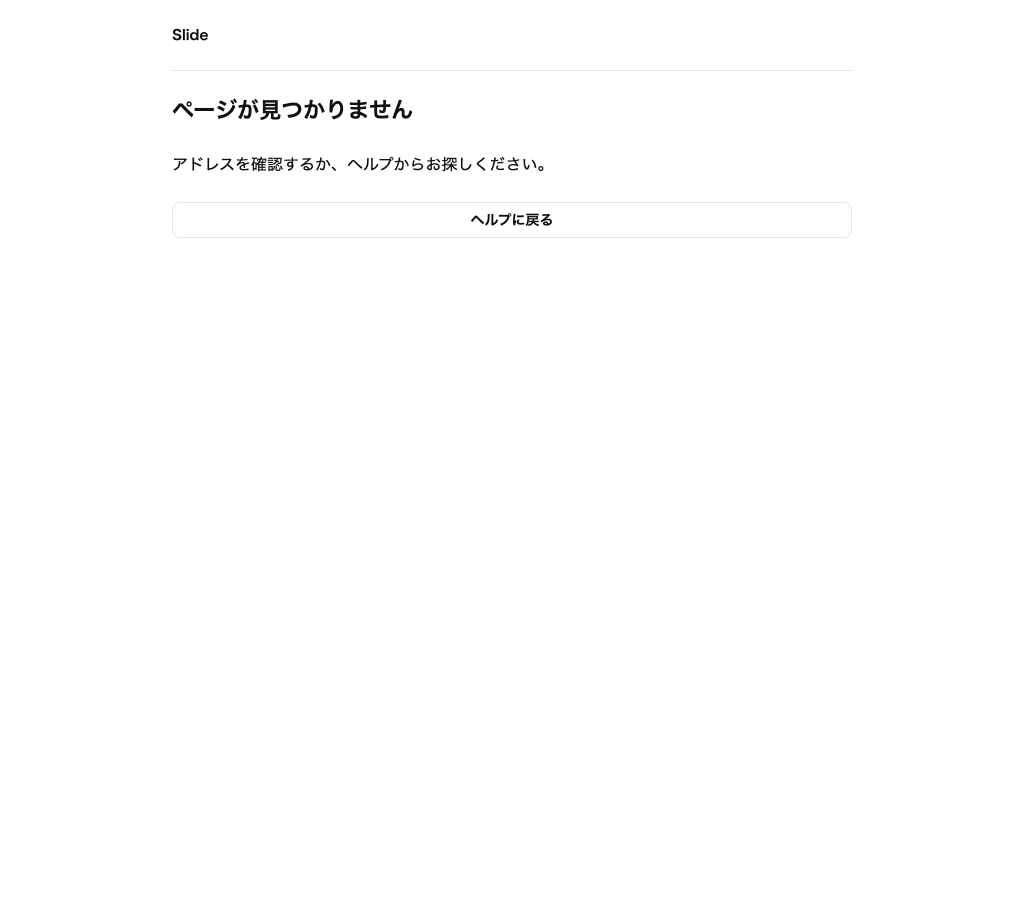 Slide
ページが見つかりません
アドレスを確認するか、ヘルプからお探しください。
ヘルプに戻る